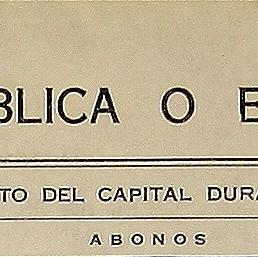 BLICA O E
TO DEL CAPITAL DURA
ABONOS